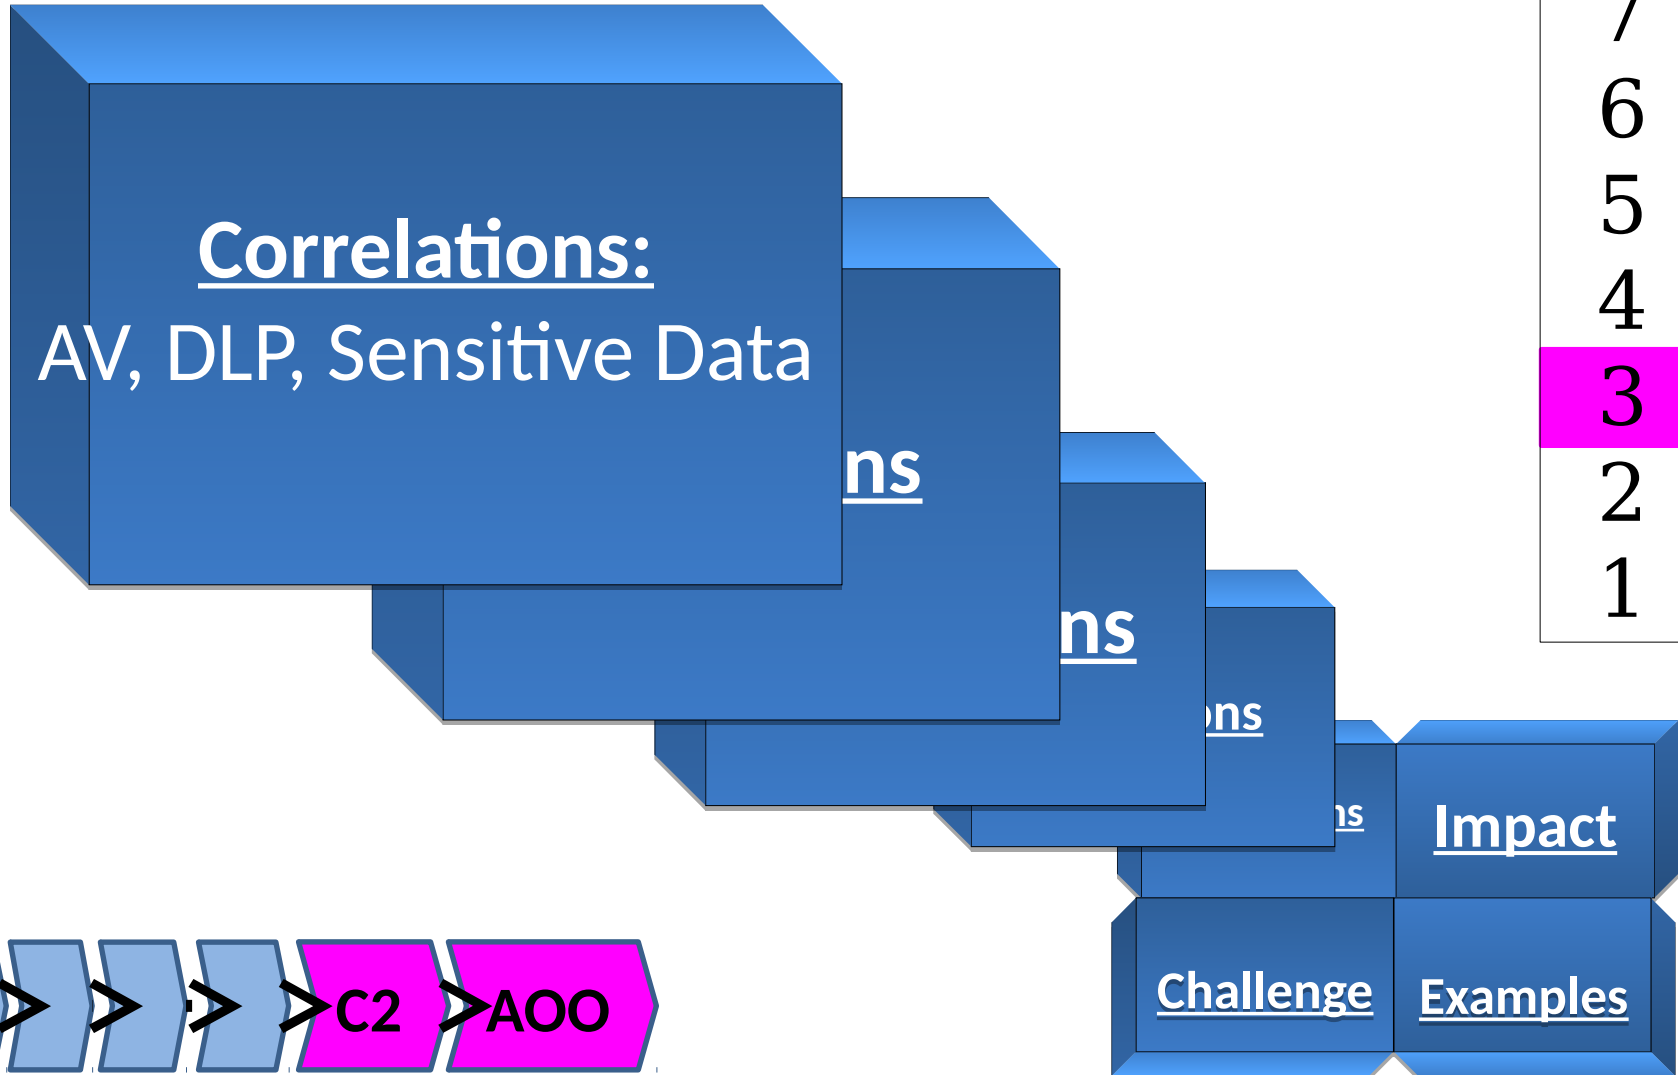 Correlations:
AV, DLP, Sensitive Data
ns
ns
ons
ns
Impact
Challenge
Examples
C2
AOO
7
6
5
4
3
2
1